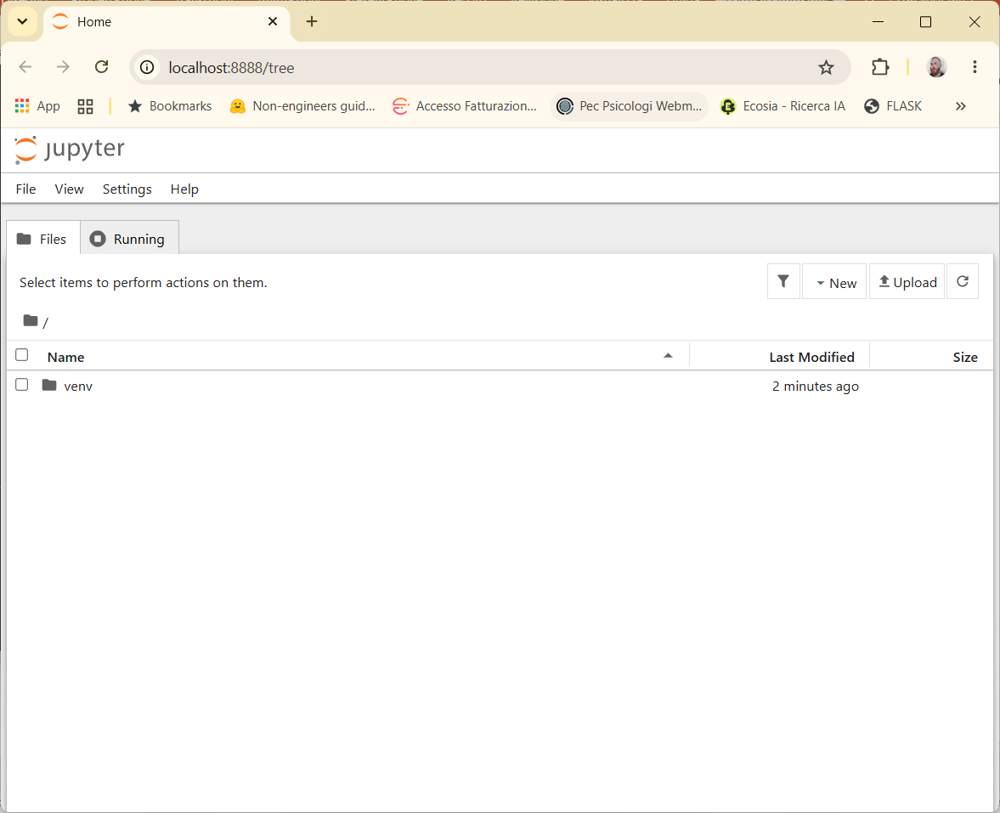 Home
localhost:8888/tree
App Bookmarks Non-engineers guid... Accesso Fatturazion... Pec Psicologi Webm... Ecosia - Ricerca IA FLASK
jupyter
File View Settings Help
Files Running
Select items to perform actions on them. New Upload
/
Name Last Modified Size
venv 2 minutes ago